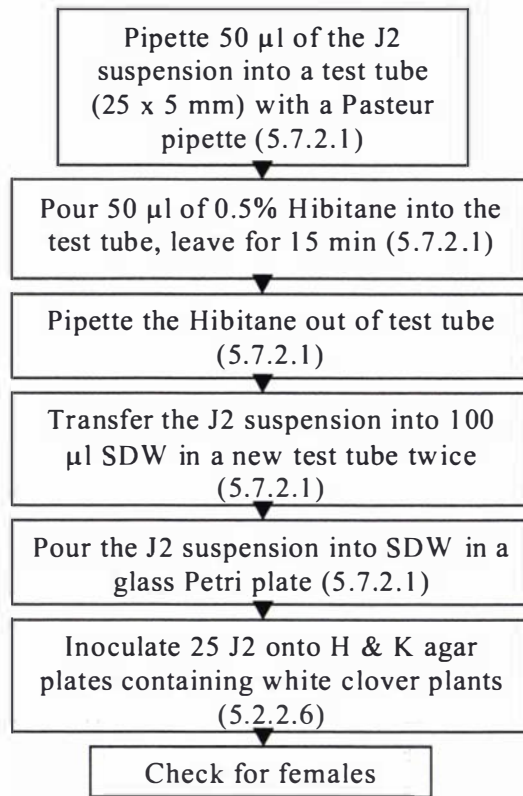 Pipette 50 µl of the J2
suspension into a test tube
(25 x 5 mm) with a Pasteur
pipette (5.7.2.1)
Pour 50 µl of 0.5% Hibitane into the
test tube, leave for 15 min (5.7.2.1)
Pipette the Hibitane out of test tube
(5.7.2.1)
Transfer the J2 suspension into 100
µl SDW in a new test tube twice
(5.7.2.1)
Pour the J2 suspension into SDW in a
glass Petri plate (5.7.2.1)
Inoculate 25 J2 onto H & K agar
plates containing white clover plants
(5.2.2.6)
Check for females